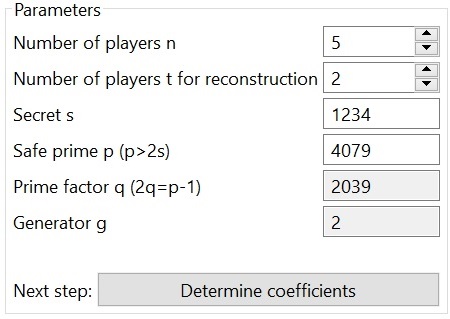 Parameters
Number of players n 5
Number of players t for reconstruction 2
Secret s 1234
Safe prime p (p>2s) 4079
Prime factor q (2q=p-1) 2039
Generator g 2
Next step: Determine coefficients